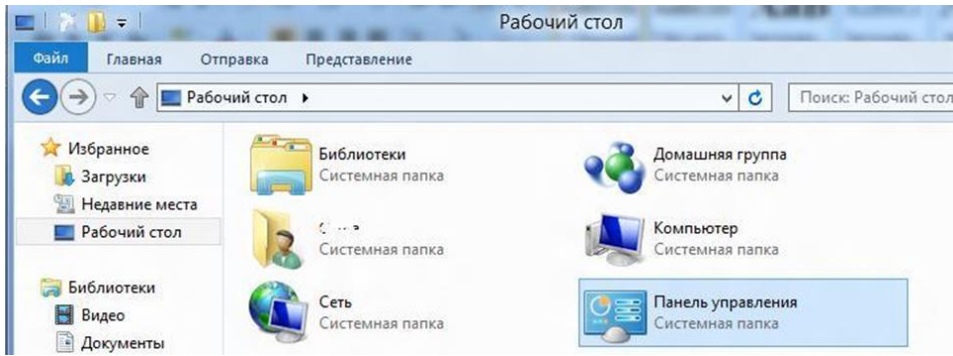 Рабочий стол
Файл Главная Отправка Представление
Рабочий стол
Поиск: Рабочий стол
Избранное
Загрузки
Недавние места
Рабочий стол
Библиотеки
Видео
Документы
Библиотеки
Системная папка
Домашняя группа
Системная папка
Системная папка
Компьютер
Системная папка
Сеть
Системная папка
Панель управления
Системная папка